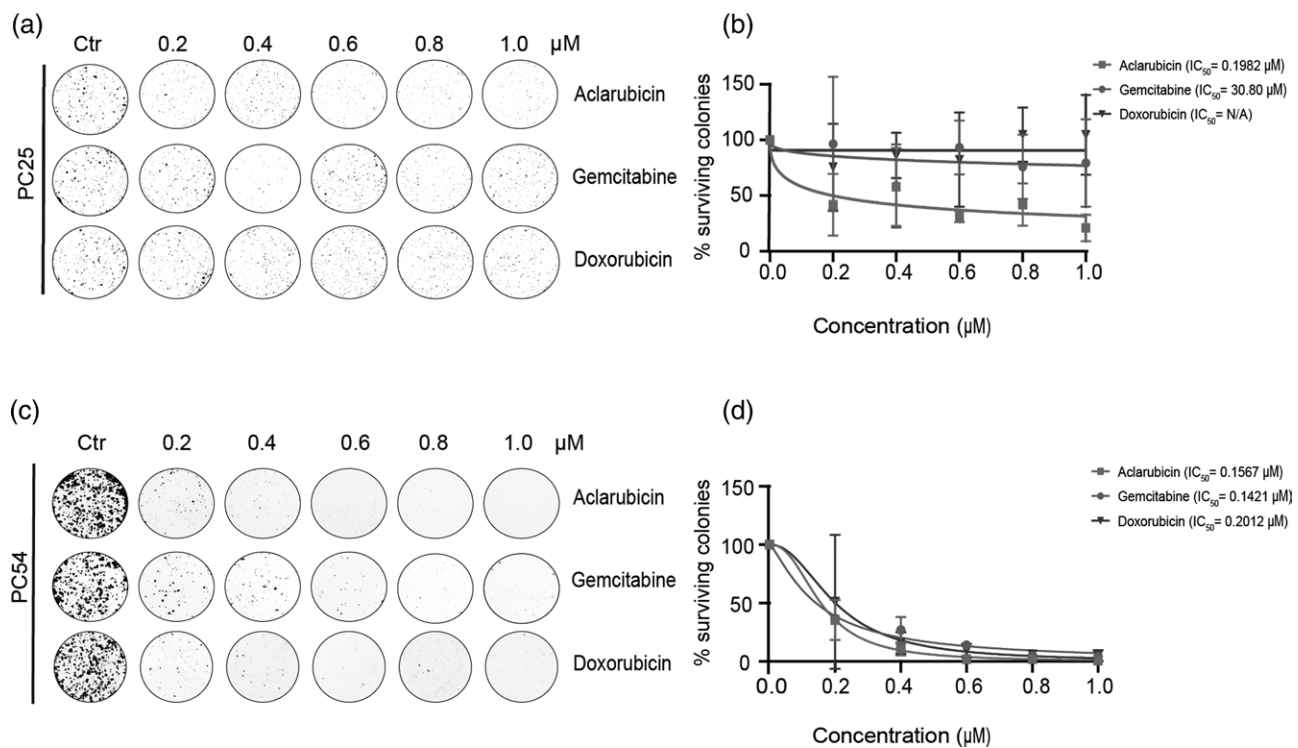 (a)
Ctr 0.2 0.4 0.6 0.8 1.0 µM
PC25
Aclarubicin
Gemcitabine
Doxorubicin
(b)
% surviving colonies
150
100
50
0
0.0 0.2 0.4 0.6 0.8 1.0
Concentration (µM)
Aclarubicin (IC50= 0.1982 µM)
Gemcitabine (IC50= 30.80 µM)
Doxorubicin (IC50= N/A)
(c)
Ctr 0.2 0.4 0.6 0.8 1.0 µM
PC54
Aclarubicin
Gemcitabine
Doxorubicin
(d)
% surviving colonies
150
100
50
0
0.0 0.2 0.4 0.6 0.8 1.0
Concentration (µM)
Aclarubicin (IC50= 0.1567 µM)
Gemcitabine (IC50= 0.1421 µM)
Doxorubicin (IC50= 0.2012 µM)